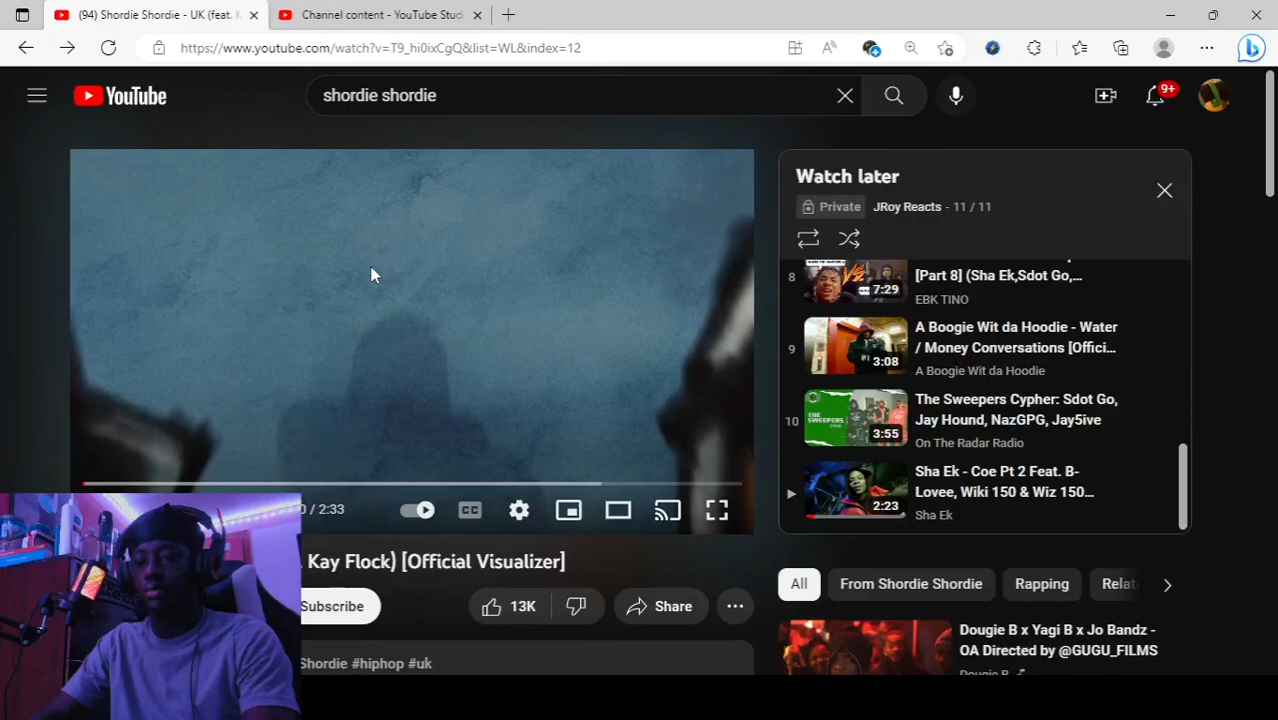 (94) Shordie Shordie - UK (feat. K
Channel content - YouTube Stud
https://www.youtube.com/watch?v=T9_hi0ixCgQ&list=WL&index=12
YouTube
shordie shordie
9+
Watch later
Private
JRoy Reacts - 11 / 11
8
[Part 8] (Sha Ek,Sdot Go,...
7:29
EBK TINO
9
A Boogie Wit da Hoodie - Water
/ Money Conversations [Offici...
3:08
A Boogie Wit da Hoodie
10
The Sweepers Cypher: Sdot Go,
Jay Hound, NazGPG, Jay5ive
3:55
On The Radar Radio
Sha Ek - Coe Pt 2 Feat. B-
Lovee, Wiki 150 & Wiz 150...
2:23
Sha Ek
/ 2:33
CC
Kay Flock) [Official Visualizer]
Subscribe
13K
Share
Shordie #hiphop #uk
All
From Shordie Shordie
Rapping
Relat
Dougie B x Yagi B x Jo Bandz -
OA Directed by @GUGU_FILMS
Dougie B